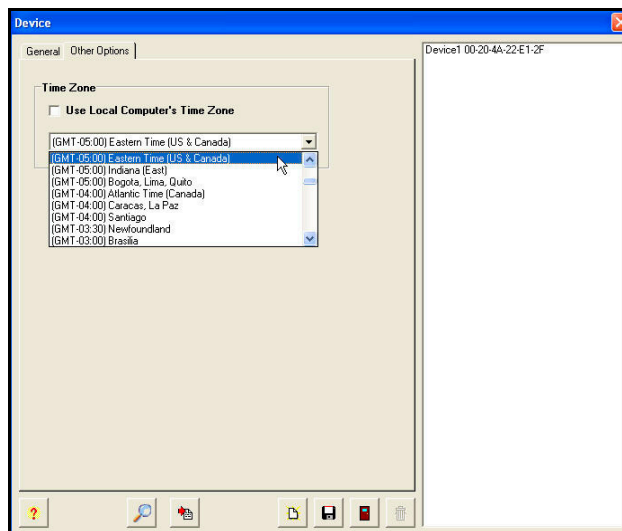 Device
General
Other Options
Device1 00-20-4A-22-E1-2F
Time Zone
Use Local Computer's Time Zone
(GMT-05:00) Eastern Time (US & Canada)
(GMT-05:00) Eastern Time (US & Canada)
(GMT-05:00) Indiana (East)
(GMT-05:00) Bogota, Lima, Quito
(GMT-04:00) Atlantic Time (Canada)
(GMT-04:00) Caracas, La Paz
(GMT-04:00) Santiago
(GMT-03:30) Newfoundland
(GMT-03:00) Brasilia
?